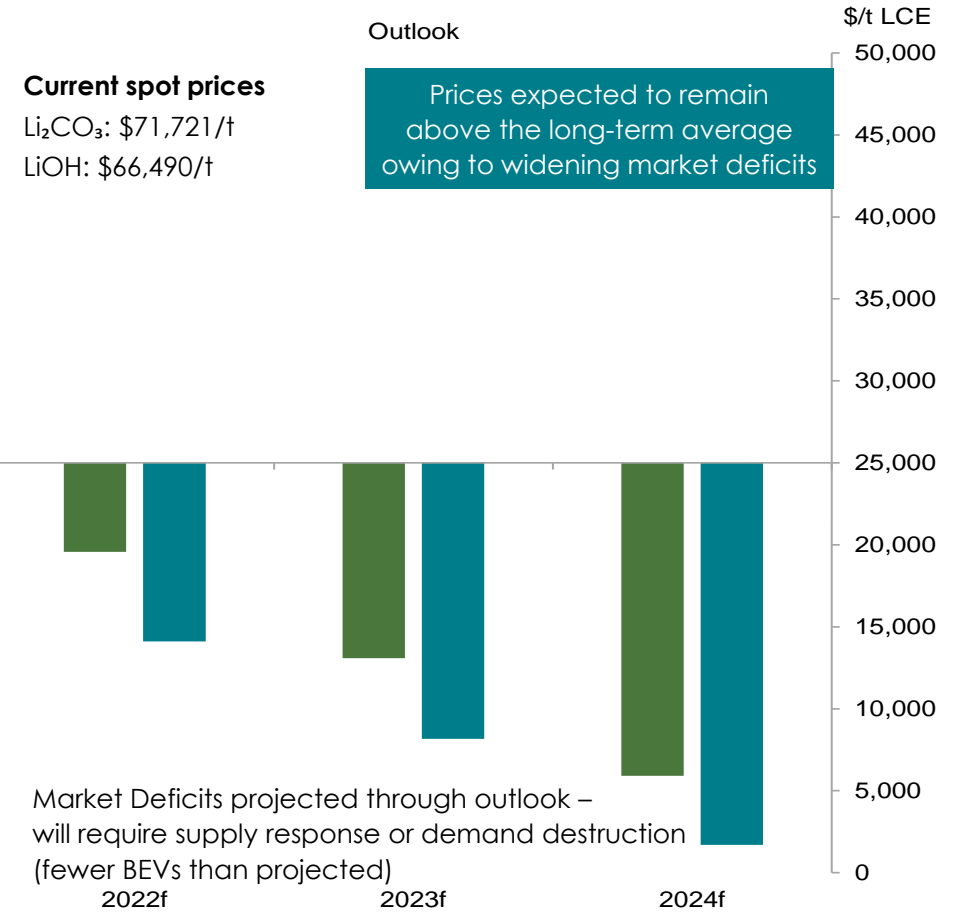 Outlook
$/t LCE
Current spot prices
Li₂CO₃: $71,721/t
LiOH: $66,490/t
Prices expected to remain
above the long-term average
owing to widening market deficits
50,000
45,000
40,000
35,000
30,000
25,000
20,000
15,000
10,000
5,000
0
Market Deficits projected through outlook –
will require supply response or demand destruction
(fewer BEVs than projected)
2022f
2023f
2024f